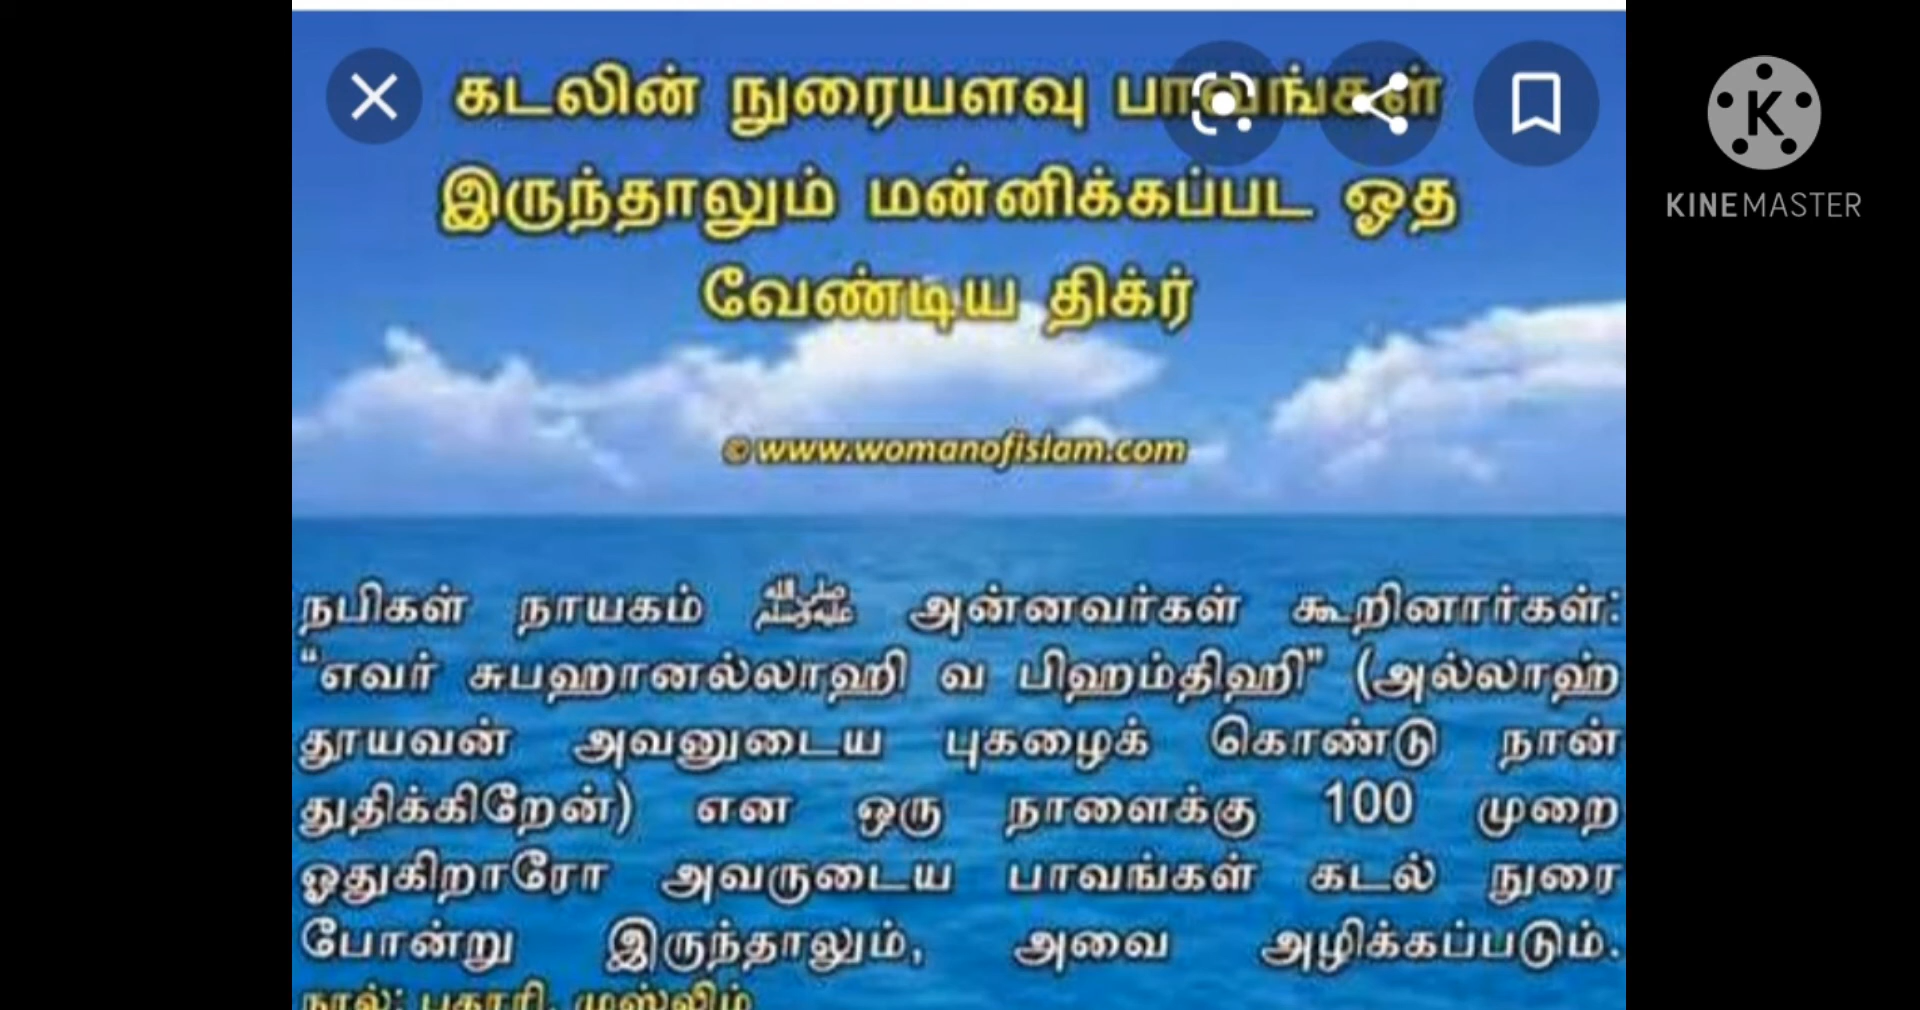 கடலின் நுரையளவு பாவங்கள்
இருந்தாலும் மன்னிக்கப்பட ஓத
வேண்டிய திக்ர்
© www.womanofislam.com
நபிகள் நாயகம் ﷺ அன்னவர்கள் கூறினார்கள்:
“எவர் சுபஹானல்லாஹி வ பிஹம்திஹி” (அல்லாஹ்
தூயவன் அவனுடைய புகழைக் கொண்டு நான்
துதிக்கிறேன்) என ஒரு நாளைக்கு 100 முறை
ஓதுகிறாரோ அவருடைய பாவங்கள் கடல் நுரை
போன்று இருந்தாலும், அவை அழிக்கப்படும்.
நூல்: புகாரி, முஸ்லிம்
K
KINEMASTER